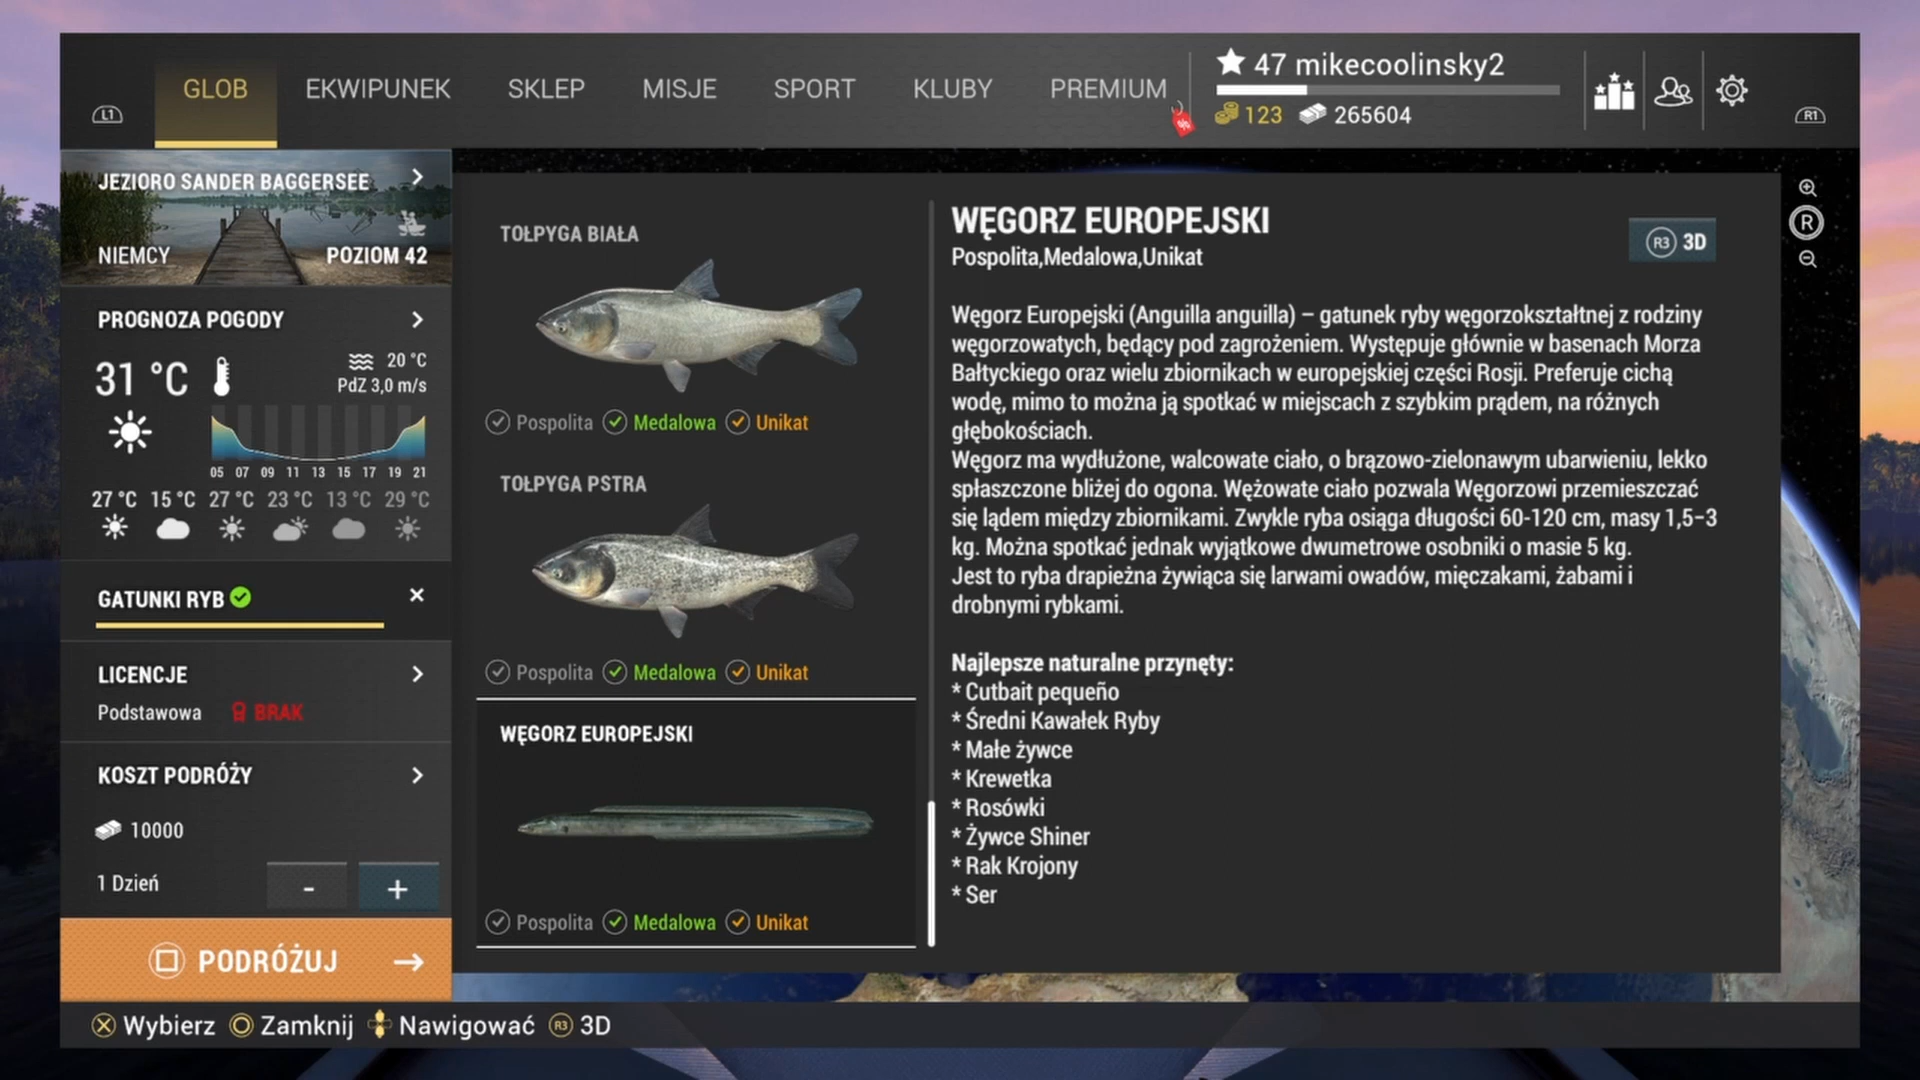 L1
GLOB
EKWIPUNEK
SKLEP
MISJE
SPORT
KLUBY
PREMIUM
%
47 mikecoolinsky2
123
265604
R1
JEZIORO SANDER BAGGERSEE
NIEMCY
POZIOM 42
PROGNOZA POGODY
31 °C
20 °C
PdZ 3,0 m/s
05 07 09 11 13 15 17 19 21
27 °C 15 °C 27 °C 23 °C 13 °C 29 °C
GATUNKI RYB
LICENCJE
Podstawowa BRAK
KOSZT PODRÓŻY
10000
1 Dzień
- +
PODRÓŻUJ
TOŁPYGA BIAŁA
Pospolita Medalowa Unikat
TOŁPYGA PSTRA
Pospolita Medalowa Unikat
WĘGORZ EUROPEJSKI
Pospolita Medalowa Unikat
WĘGORZ EUROPEJSKI
Pospolita,Medalowa,Unikat
R3 3D
R
Węgorz Europejski (Anguilla anguilla) – gatunek ryby węgorzokształtnej z rodziny
węgorzowatych, będący pod zagrożeniem. Występuje głównie w basenach Morza
Bałtyckiego oraz wielu zbiornikach w europejskiej części Rosji. Preferuje cichą
wodę, mimo to można ją spotkać w miejscach z szybkim prądem, na różnych
głębokościach.
Węgorz ma wydłużone, walcowate ciało, o brązowo-zielonawym ubarwieniu, lekko
spłaszczone bliżej do ogona. Wężowate ciało pozwala Węgorzowi przemieszczać
się lądem między zbiornikami. Zwykle ryba osiąga długości 60-120 cm, masy 1,5–3
kg. Można spotkać jednak wyjątkowe dwumetrowe osobniki o masie 5 kg.
Jest to ryba drapieżna żywiąca się larwami owadów, mięczakami, żabami i
drobnymi rybkami.
Najlepsze naturalne przynęty:
* Cutbait pequeño
* Średni Kawałek Ryby
* Małe żywce
* Krewetka
* Rosówki
* Żywce Shiner
* Rak Krojony
* Ser
Wybierz Zamknij Nawigować R3 3D